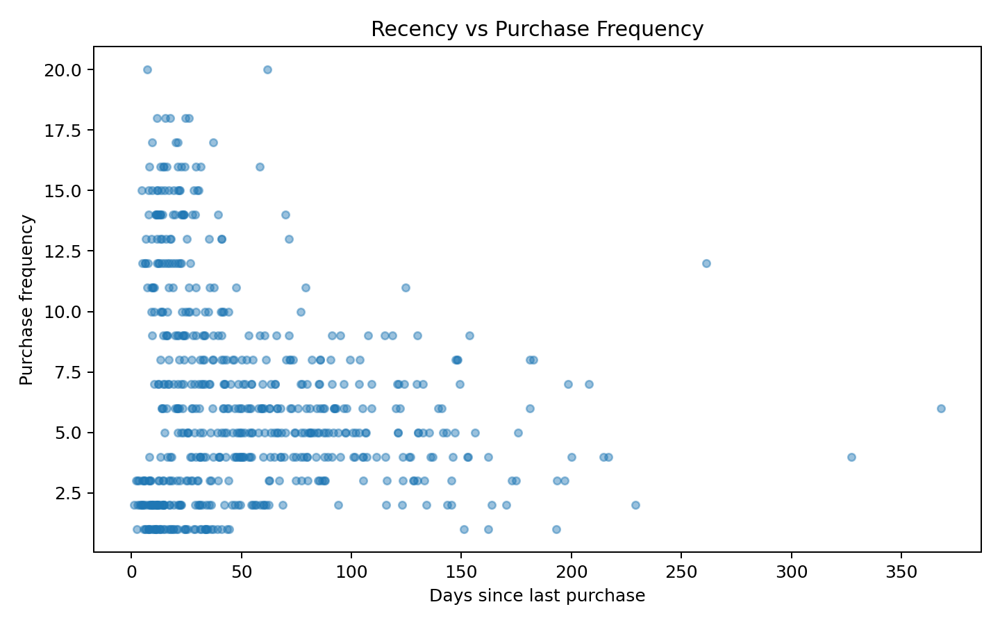 Recency vs Purchase Frequency
Purchase frequency
20.0
17.5
15.0
12.5
10.0
7.5
5.0
2.5
0 50 100 150 200 250 300 350
Days since last purchase